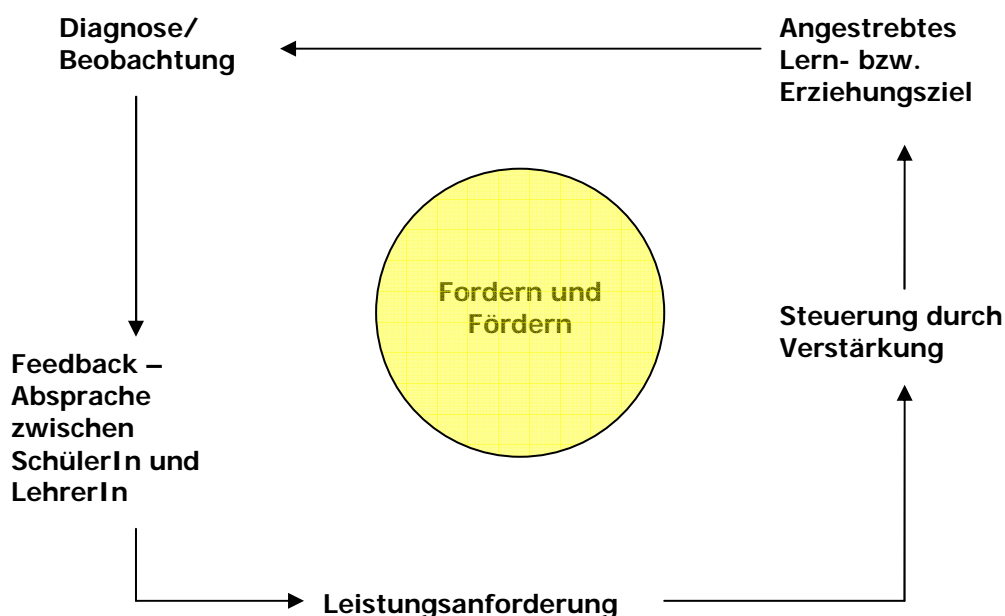 Diagnose/
Beobachtung
Angestrebtes
Lern- bzw.
Erziehungsziel
Fordern und
Fördern
Steuerung durch
Verstärkung
Feedback –
Absprache
zwischen
SchülerIn und
LehrerIn
Leistungsanforderung